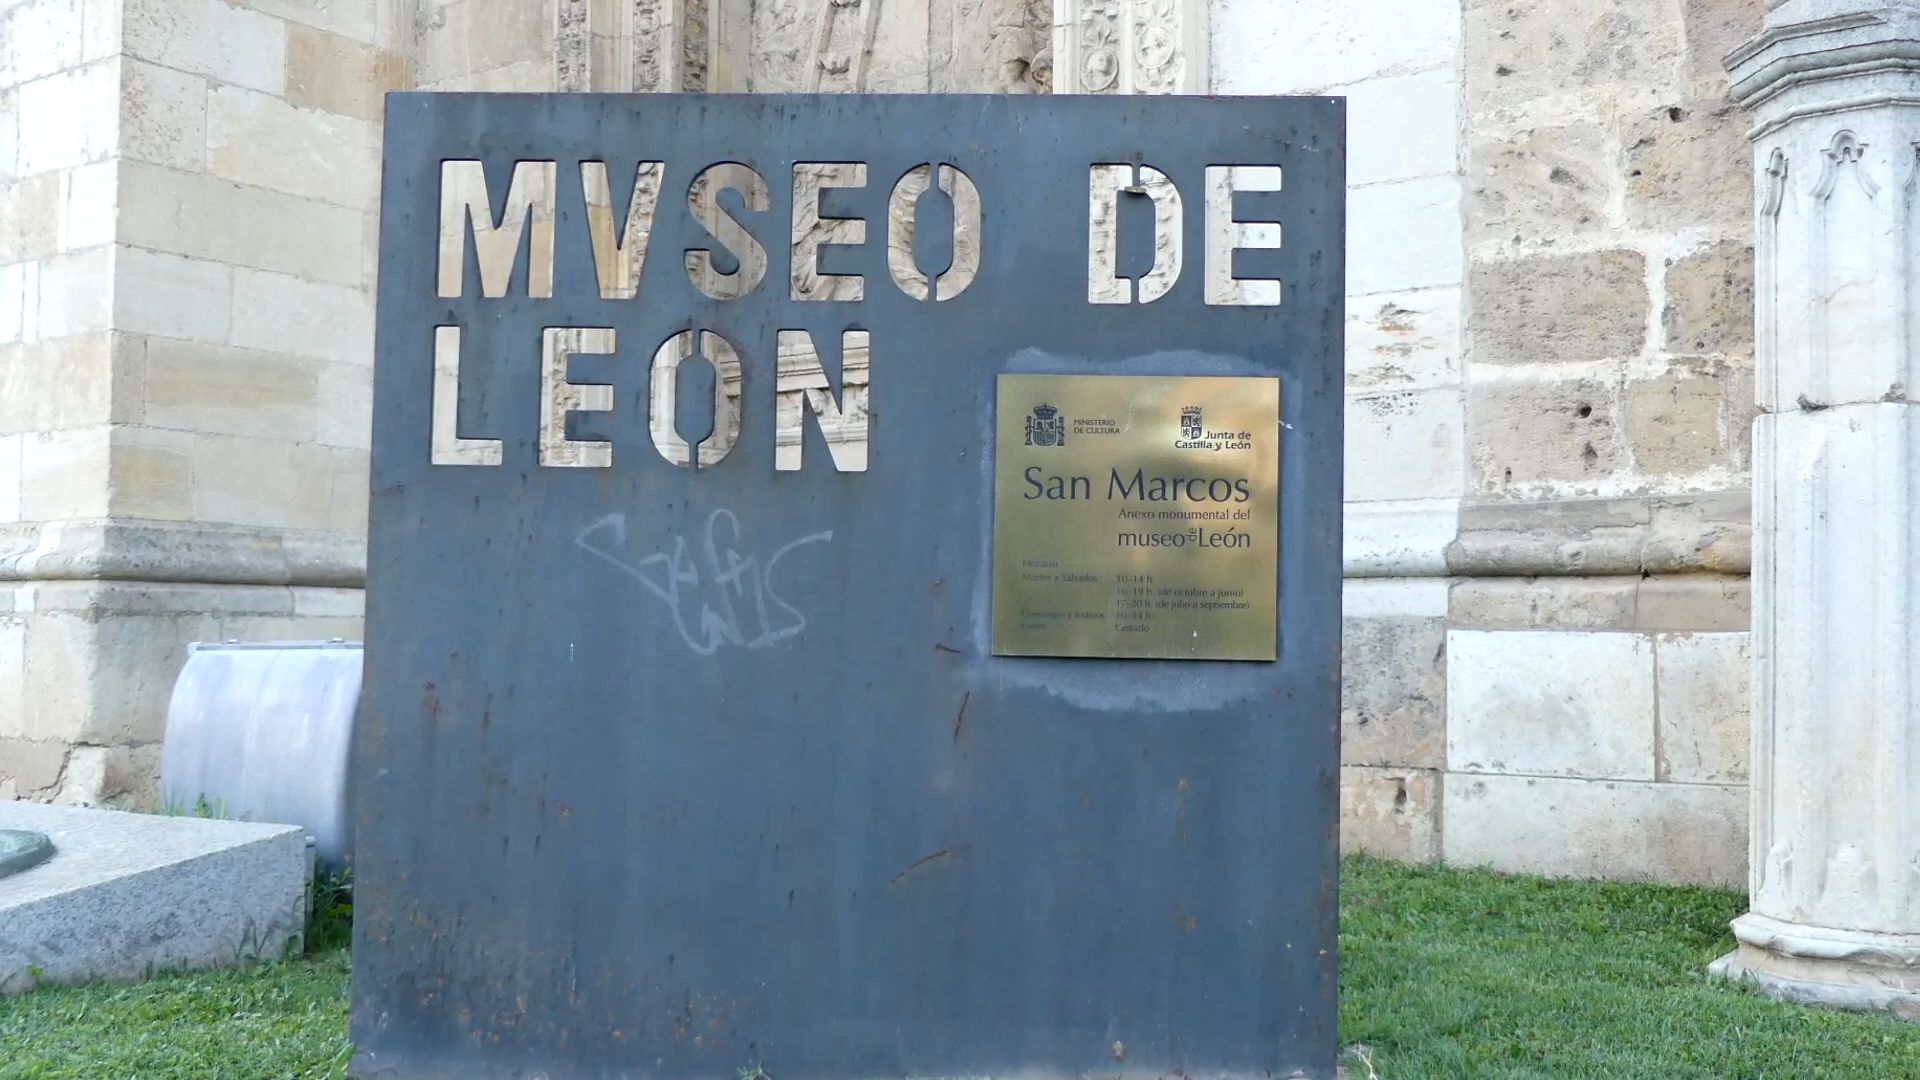 MVSEO DE
LEON
MINISTERIO
DE CULTURA
Junta de
Castilla y León
San Marcos
Anexo monumental del
museo de León
Horario
Martes a Sábados: 10-14 h.
16-19 h. (de octubre a junio)
17-20 h. (de julio a septiembre)
Domingos y festivos: 10-14 h.
Lunes: Cerrado